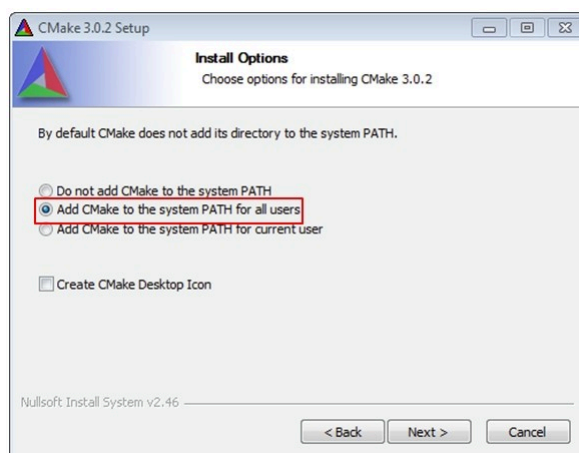 CMake 3.0.2 Setup
Install Options
Choose options for installing CMake 3.0.2
By default CMake does not add its directory to the system PATH.
Do not add CMake to the system PATH
Add CMake to the system PATH for all users
Add CMake to the system PATH for current user
Create CMake Desktop Icon
Nullsoft Install System v2.46
< Back Next > Cancel